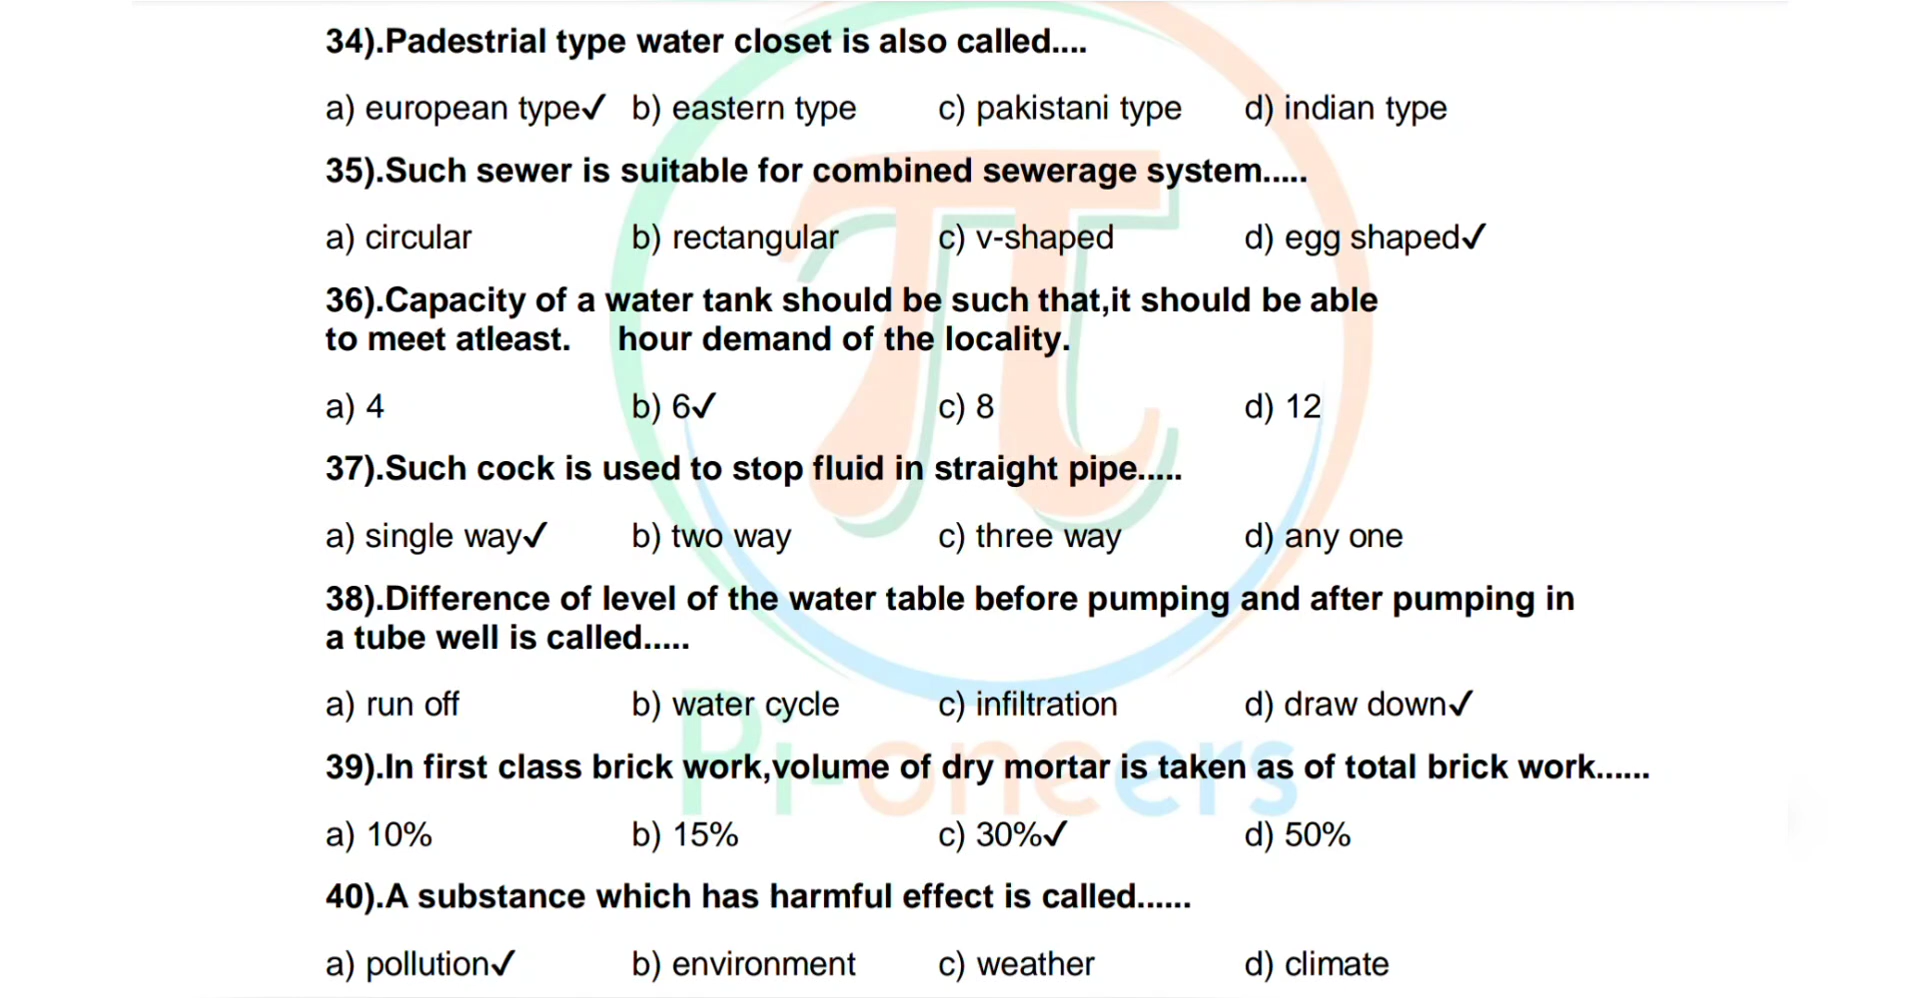 34).Padestrial type water closet is also called....
a) european type✓ b) eastern type c) pakistani type d) indian type
35).Such sewer is suitable for combined sewerage system.....
a) circular b) rectangular c) v-shaped d) egg shaped✓
36).Capacity of a water tank should be such that,it should be able
to meet atleast. hour demand of the locality.
a) 4 b) 6✓ c) 8 d) 12
37).Such cock is used to stop fluid in straight pipe.....
a) single way✓ b) two way c) three way d) any one
38).Difference of level of the water table before pumping and after pumping in
a tube well is called.....
a) run off b) water cycle c) infiltration d) draw down✓
Pi-oneers
39).In first class brick work,volume of dry mortar is taken as of total brick work......
a) 10% b) 15% c) 30%✓ d) 50%
40).A substance which has harmful effect is called......
a) pollution✓ b) environment c) weather d) climate